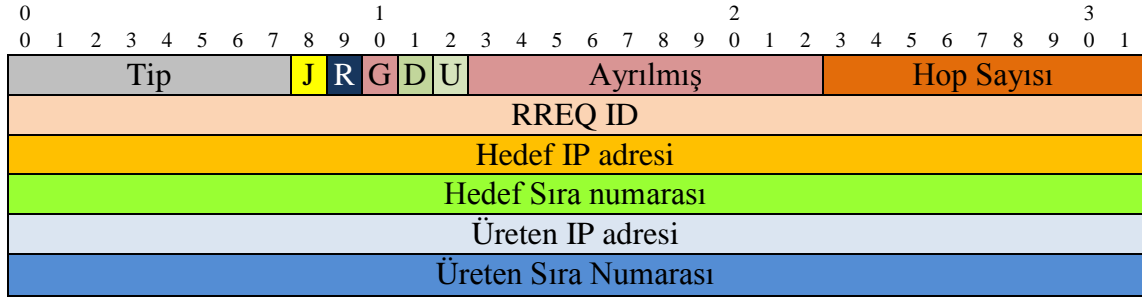 0 1 2 3
0 1 2 3 4 5 6 7 8 9 0 1 2 3 4 5 6 7 8 9 0 1 2 3 4 5 6 7 8 9 0 1
Tip J R G D U Ayrılmış Hop Sayısı
RREQ ID
Hedef IP adresi
Hedef Sıra numarası
Üreten IP adresi
Üreten Sıra Numarası